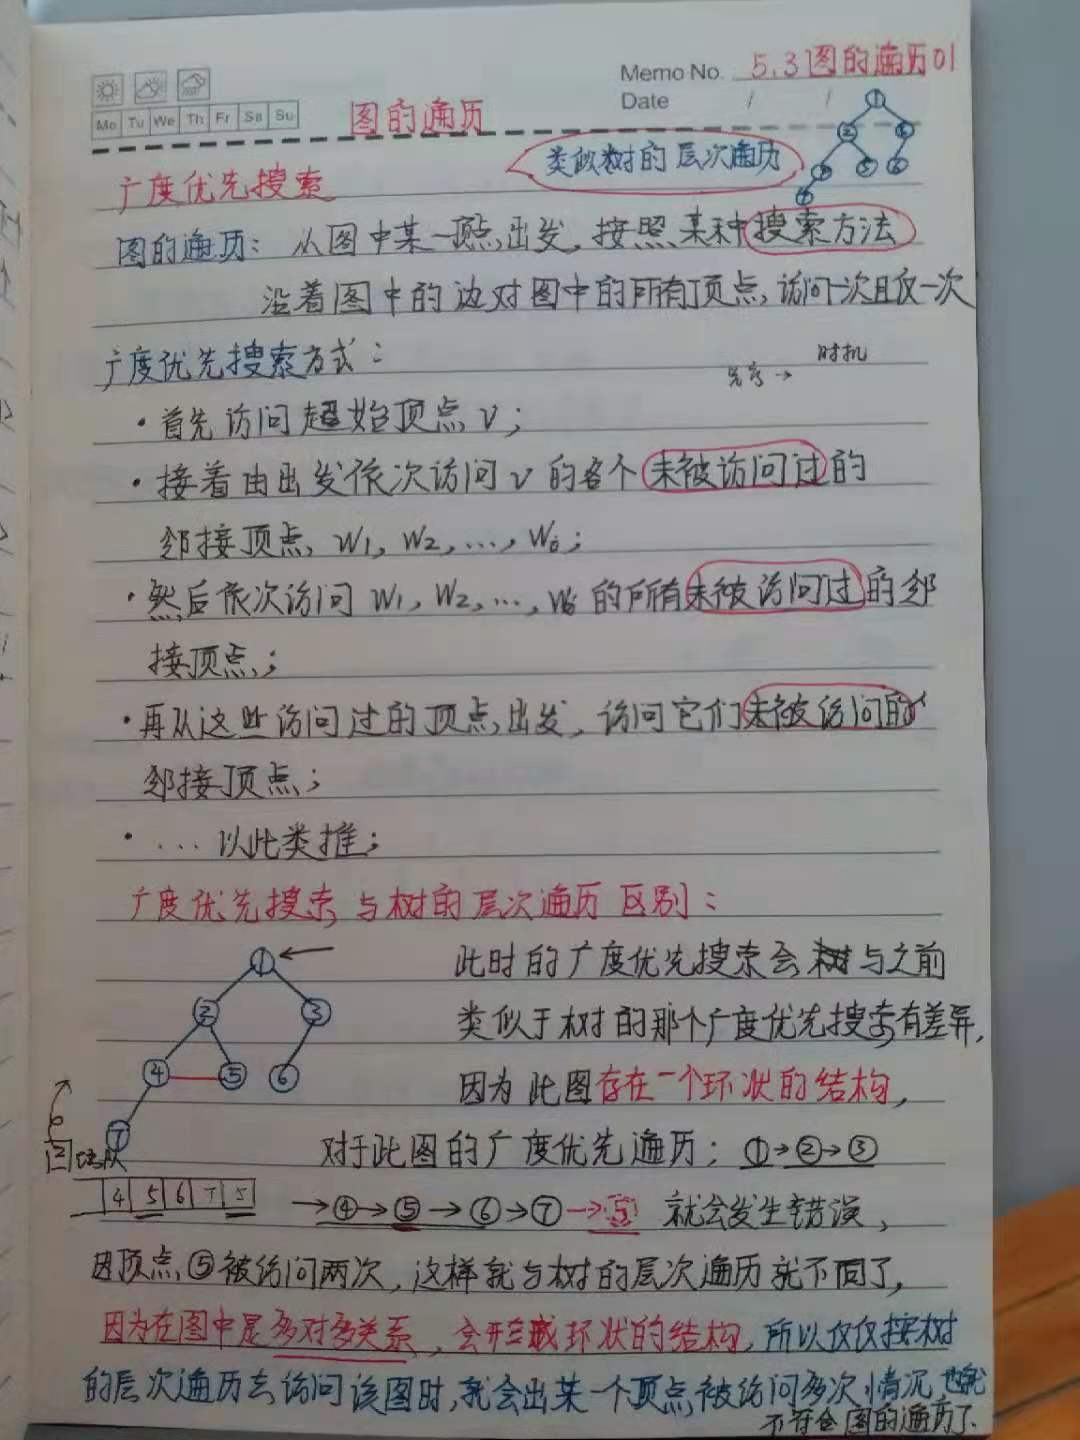 Memo No. 5.3图的遍历01
Mo Tu We Th Fr Sa Su
Date / /
图的遍历
类似树的层次遍历
1
2
3
5
6
7
广度优先搜索
图的遍历：从图中某一顶点出发，按照某种搜索方法
沿着图中的边对图中的所有顶点，访问一次且仅一次
广度优先搜索方式：
时机
先序→
·首先访问起始顶点V；
·接着由出发依次访问V的各个未被访问过的
邻接顶点W1，W2，…，Wi；
·然后依次访问W1，W2，…，Wi的所有未被访问过的邻
接顶点；
·再从这些访问过的顶点出发，访问它们未被访问的
邻接顶点；
·…以此类推；
广度优先搜索与树的层次遍历区别：
①←
② ③
④ ⑤ ⑥
⑦
此时的广度优先搜索会与之前
类似于树的那个广度优先搜索有差异，
因为此图存在一个环状的结构，
对于此图的广度优先遍历：①→②→③
4 5 6 7 5
→④→⑤→⑥→⑦→5 就会发生错误，
因顶点⑤被访问两次，这样就与树的层次遍历就不同了，
因为在图中是多对多关系，会形成环状的结构，所以仅仅按树
的层次遍历去访问该图时，就会出某一个顶点被访问多次情况，也就
不符合图的遍历了、